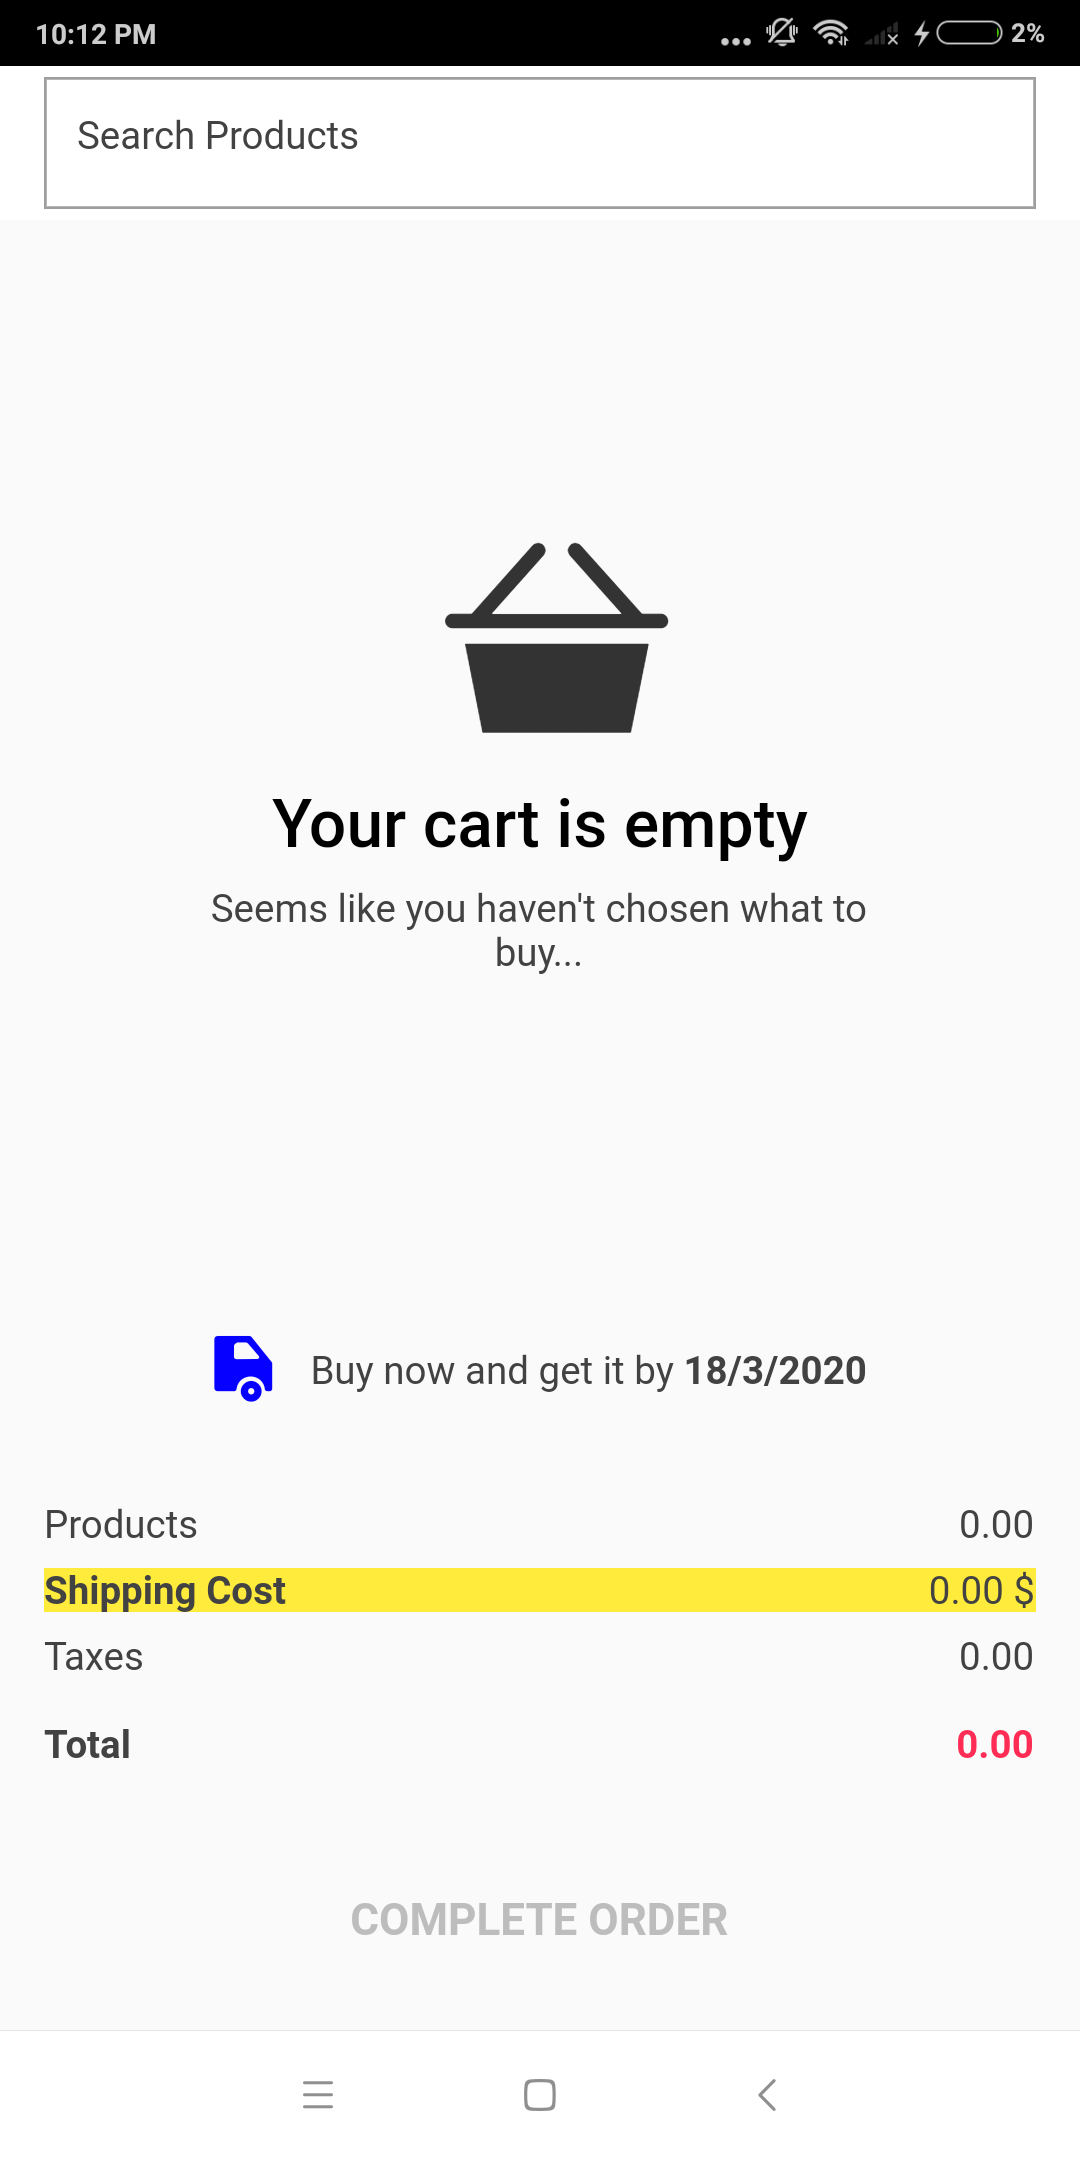 10:12 PM 2%
Search Products
Your cart is empty
Seems like you haven't chosen what to
buy...
Buy now and get it by 18/3/2020
Products 0.00
Shipping Cost 0.00 $
Taxes 0.00
Total 0.00
COMPLETE ORDER